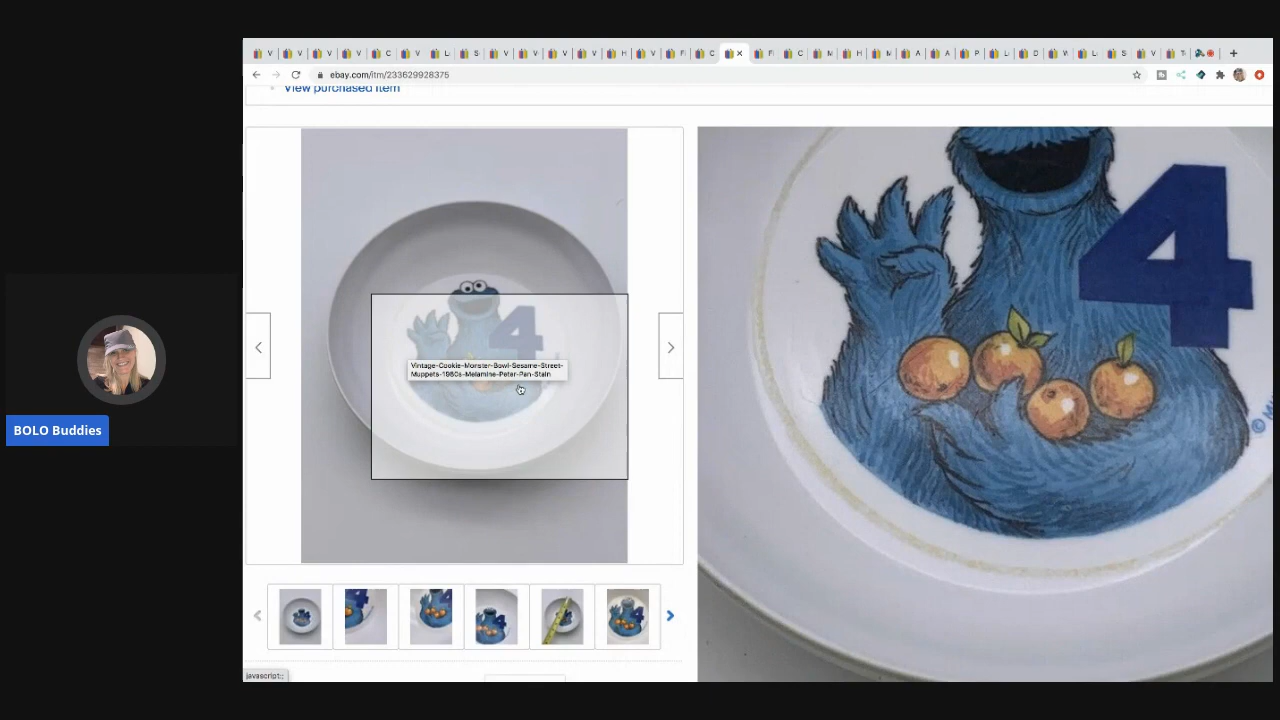 ebay.com/itm/233629928375
View purchased item
4
4
Vintage-Cookie-Monster-Bowl-Sesame-Street-
Muppets-1980s-Melamine-Peter-Pan-Stain
BOLO Buddies
javascript:;